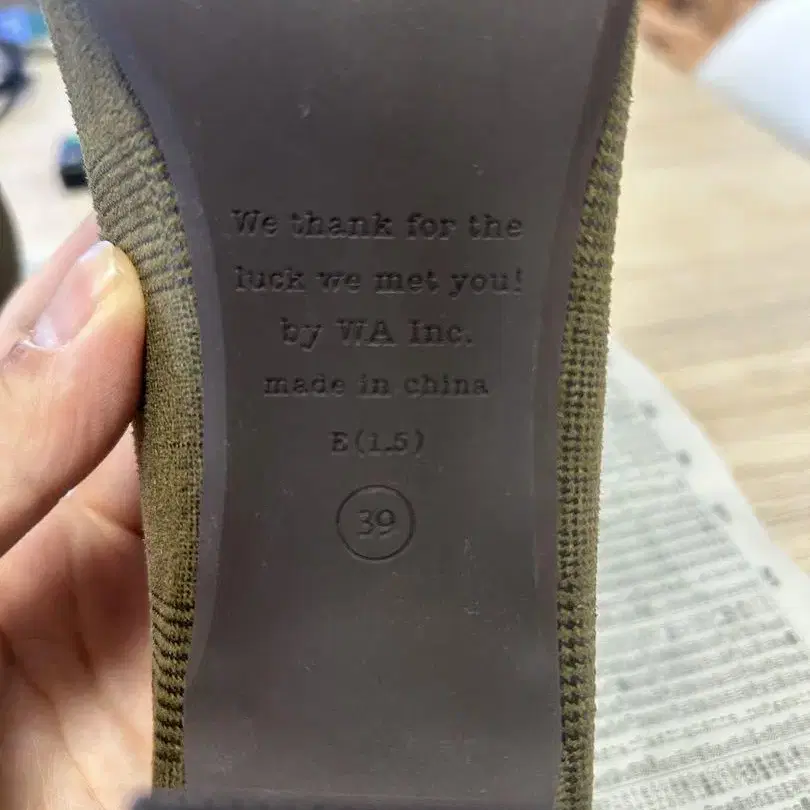 We thank for the
luck we met you!
by WA Inc.
made in china
E(1.5)
39